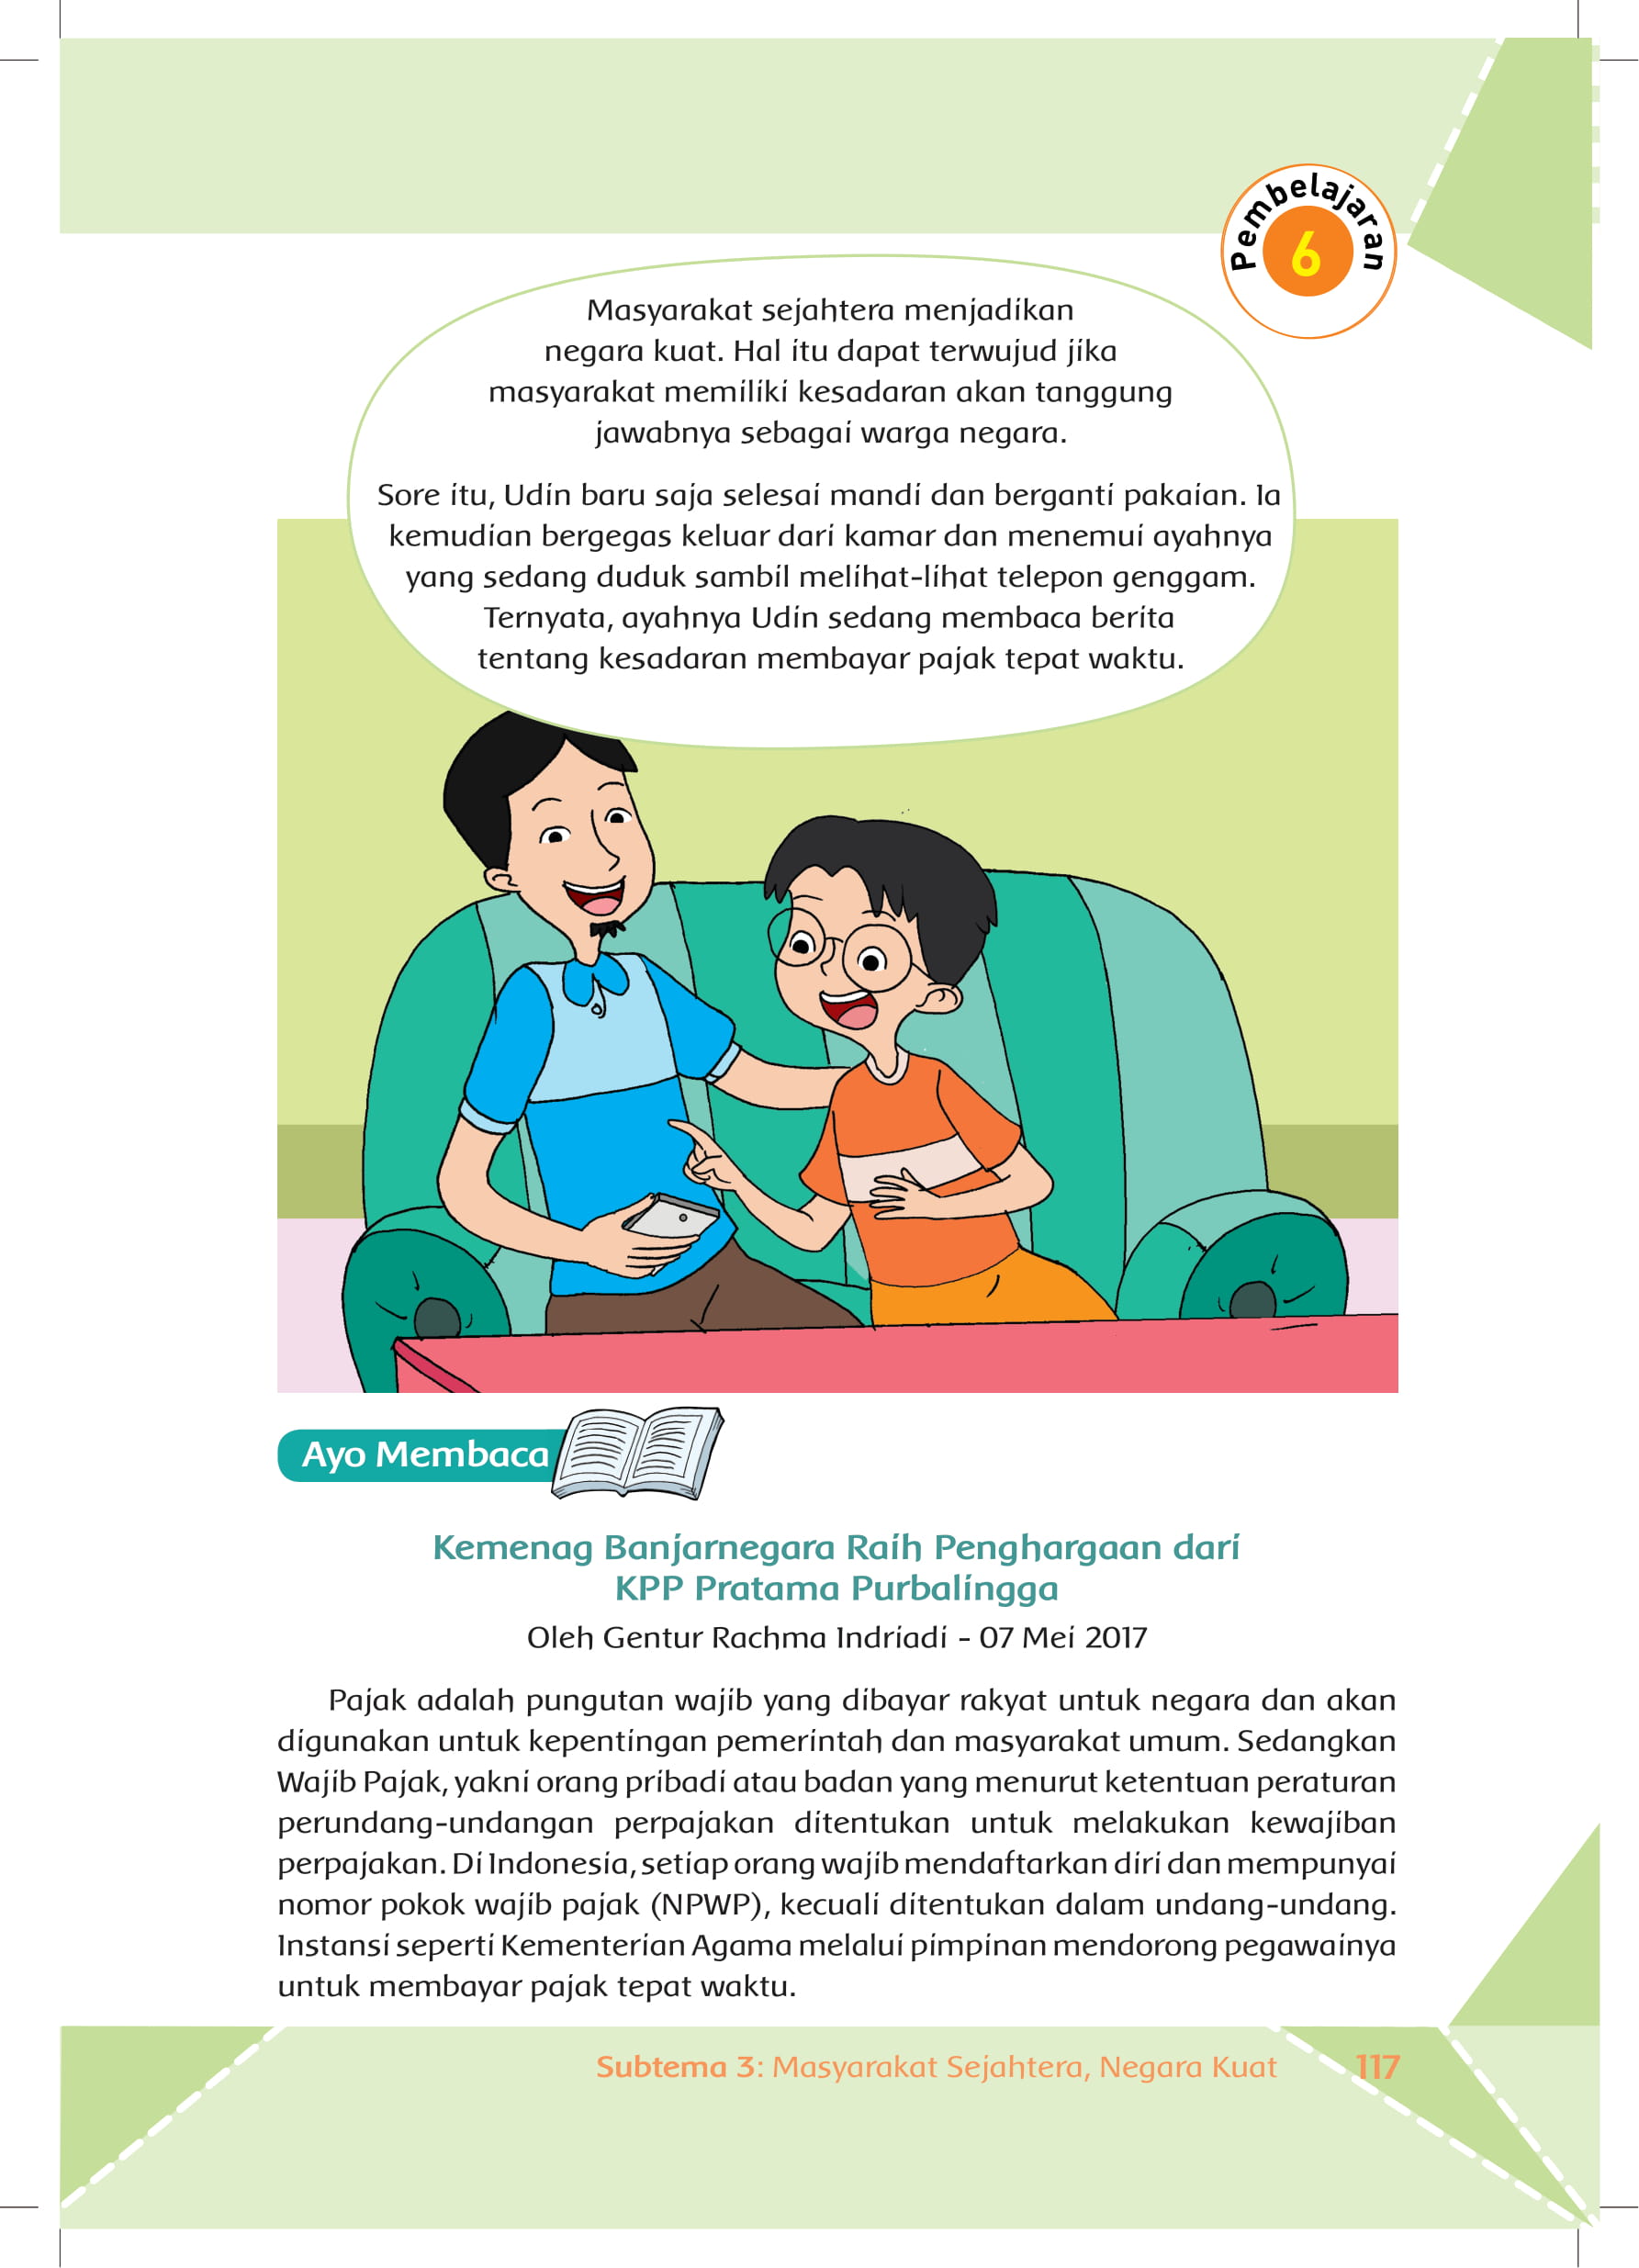 Pembelajaran
6
Masyarakat sejahtera menjadikan
negara kuat. Hal itu dapat terwujud jika
masyarakat memiliki kesadaran akan tanggung
jawabnya sebagai warga negara.
Sore itu, Udin baru saja selesai mandi dan berganti pakaian. Ia
kemudian bergegas keluar dari kamar dan menemui ayahnya
yang sedang duduk sambil melihat-lihat telepon genggam.
Ternyata, ayahnya Udin sedang membaca berita
tentang kesadaran membayar pajak tepat waktu.
Ayo Membaca
Kemenag Banjarnegara Raih Penghargaan dari
KPP Pratama Purbalingga
Oleh Gentur Rachma Indriadi - 07 Mei 2017
Pajak adalah pungutan wajib yang dibayar rakyat untuk negara dan akan
digunakan untuk kepentingan pemerintah dan masyarakat umum. Sedangkan
Wajib Pajak, yakni orang pribadi atau badan yang menurut ketentuan peraturan
perundang-undangan perpajakan ditentukan untuk melakukan kewajiban
perpajakan. Di Indonesia, setiap orang wajib mendaftarkan diri dan mempunyai
nomor pokok wajib pajak (NPWP), kecuali ditentukan dalam undang-undang.
Instansi seperti Kementerian Agama melalui pimpinan mendorong pegawainya
untuk membayar pajak tepat waktu.
Subtema 3: Masyarakat Sejahtera, Negara Kuat 117